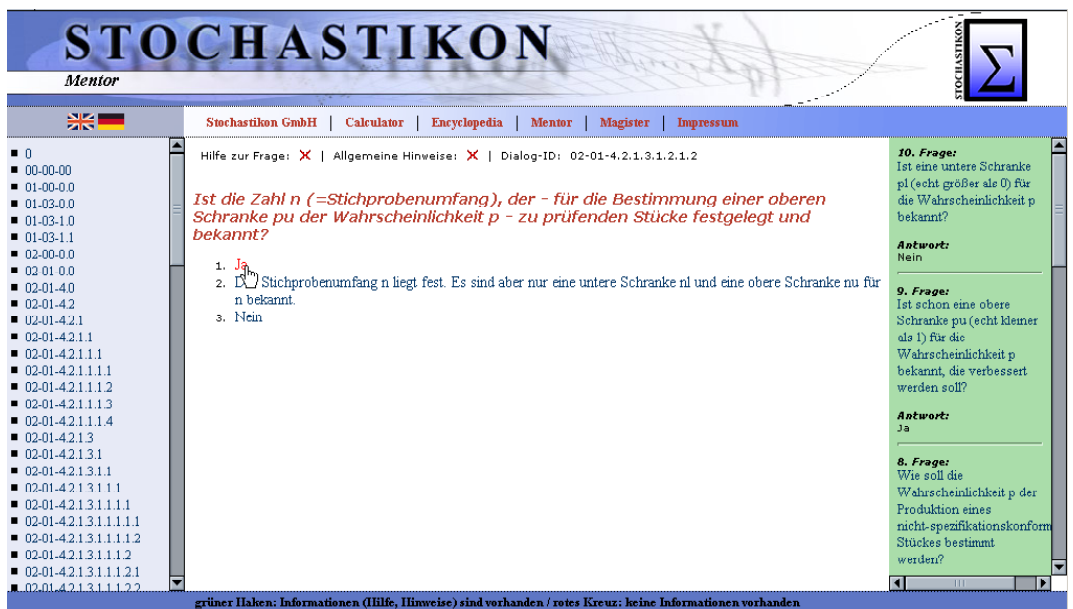 STOCHASTIKON
Mentor
STOCHASTIKON
Σ
Stochastikon GmbH | Calculator | Encyclopedia | Mentor | Magister | Impressum
0
00-00-00
01-00-0.0
01-03-0.0
01-03-1.0
01-03-1.1
02-00-0.0
02-01-0.0
02-01-4.0
02-01-4.2
02-01-4.2.1
02-01-4.2.1.1
02-01-4.2.1.1.1
02-01-4.2.1.1.1.1
02-01-4.2.1.1.1.2
02-01-4.2.1.1.1.3
02-01-4.2.1.1.1.4
02-01-4.2.1.3
02-01-4.2.1.3.1
02-01-4.2.1.3.1.1
02-01-4.2.1.3.1.1.1
02-01-4.2.1.3.1.1.1.1
02-01-4.2.1.3.1.1.1.1.1
02-01-4.2.1.3.1.1.1.1.2
02-01-4.2.1.3.1.1.1.2
02-01-4.2.1.3.1.1.1.2.1
02-01-4.2.1.3.1.1.1.2.2
Hilfe zur Frage: | Allgemeine Hinweise: | Dialog-ID: 02-01-4.2.1.3.1.2.1.2
Ist die Zahl n (=Stichprobenumfang), der - für die Bestimmung einer oberen
Schranke pu der Wahrscheinlichkeit p - zu prüfenden Stücke festgelegt und
bekannt?
1. Ja
2. Stichprobenumfang n liegt fest. Es sind aber nur eine untere Schranke nl und eine obere Schranke nu für
n bekannt.
3. Nein
10. Frage:
Ist eine untere Schranke
pl (echt größer als 0) für
die Wahrscheinlichkeit p
bekannt?
Antwort:
Nein
9. Frage:
Ist schon eine obere
Schranke pu (echt kleiner
als 1) für die
Wahrscheinlichkeit p
bekannt, die verbessert
werden soll?
Antwort:
Ja
8. Frage:
Wie soll die
Wahrscheinlichkeit p der
Produktion eines
nicht-spezifikationskonform
Stückes bestimmt
werden?
grüner Haken: Informationen (Hilfe, Hinweise) sind vorhanden / rotes Kreuz: keine Informationen vorhanden